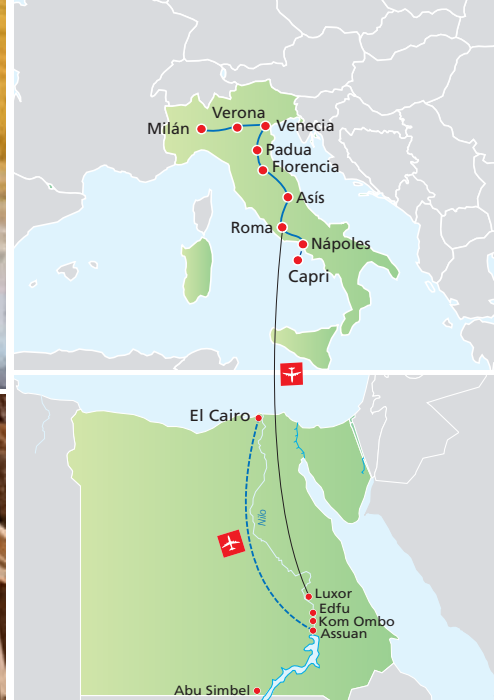 Verona
Milán
Venecia
Padua
Florencia
Asís
Roma
Nápoles
Capri
El Cairo
Nilo
Luxor
Edfu
Kom Ombo
Assuan
Abu Simbel